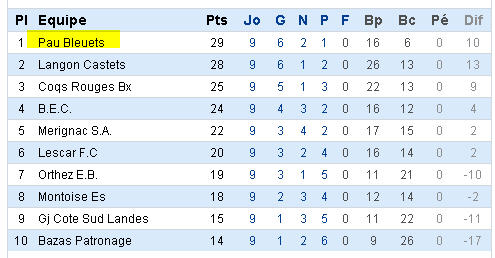 Pl Equipe Pts Jo G N P F Bp Bc Pé Dif
1 Pau Bleuets 29 9 6 2 1 0 16 6 0 10
2 Langon Castets 28 9 6 1 2 0 26 13 0 13
3 Coqs Rouges Bx 25 9 5 1 3 0 22 13 0 9
4 B.E.C. 24 9 4 3 2 0 16 12 0 4
5 Merignac S.A. 22 9 3 4 2 0 17 15 0 2
6 Lescar F.C 20 9 3 2 4 0 16 14 0 2
7 Orthez E.B. 19 9 3 1 5 0 11 21 0 -10
8 Montoise Es 18 9 2 3 4 0 12 14 0 -2
9 Gj Cote Sud Landes 15 9 1 3 5 0 11 22 0 -11
10 Bazas Patronage 14 9 1 2 6 0 9 26 0 -17